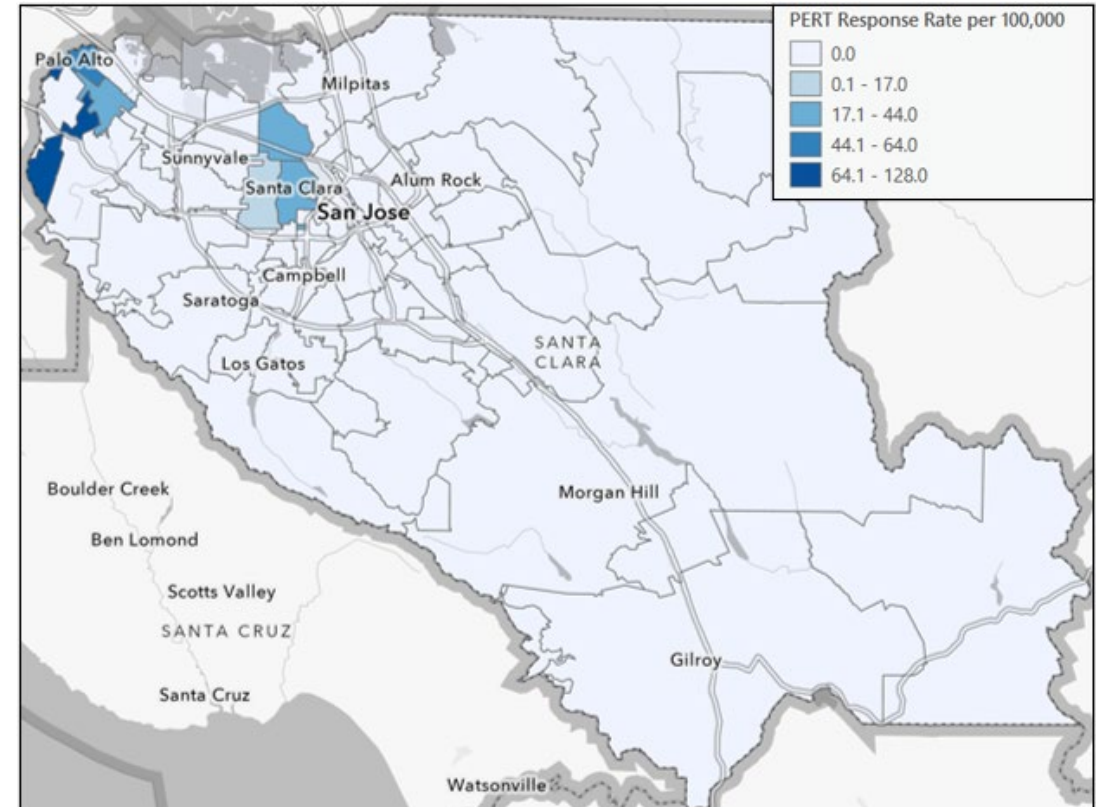 PERT Response Rate per 100,000
0.0
0.1 - 17.0
17.1 - 44.0
44.1 - 64.0
64.1 - 128.0
Palo Alto
Milpitas
Sunnyvale
Alum Rock
Santa Clara
San Jose
Campbell
Saratoga
SANTA
CLARA
Los Gatos
Boulder Creek
Morgan Hill
Ben Lomond
Scotts Valley
SANTA CRUZ
Gilroy
Santa Cruz
Watsonville